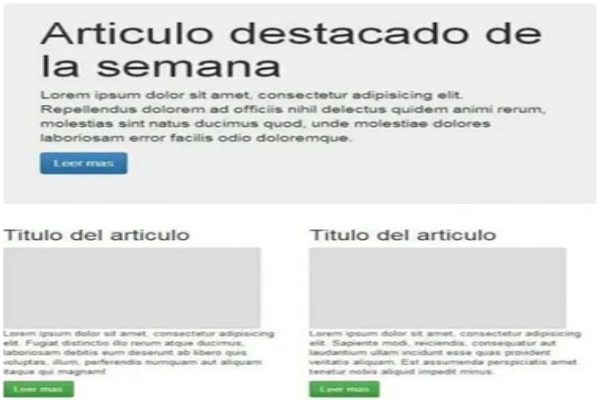 Articulo destacado de
la semana
Lorem ipsum dolor sit amet, consectetur adipisicing elit.
Repellendus dolorem ad officiis nihil delectus quidem animi rerum,
molestias sint natus ducimus quod, unde molestiae dolores
laboriosam error facilis odio doloremque.
Leer mas
Titulo del articulo
Lorem ipsum dolor sit amet, consectetur adipisicing
elit. Fugiat distinctio illo rerum atque ducimus,
laboriosam debitis eum deserunt ab libero quis
voluptas, illum, perferendis numquam aut aliquam
itaque qui magnam!
Leer mas
Titulo del articulo
Lorem ipsum dolor sit amet, consectetur adipisicing
elit. Sapiente modi, reiciendis, consequatur aut
laudantium ullam incidunt esse quas provident
veritatis aliquam. Est assumenda perspiciatis amet
tenetur nobis aliquid impedit minus.
Leer mas